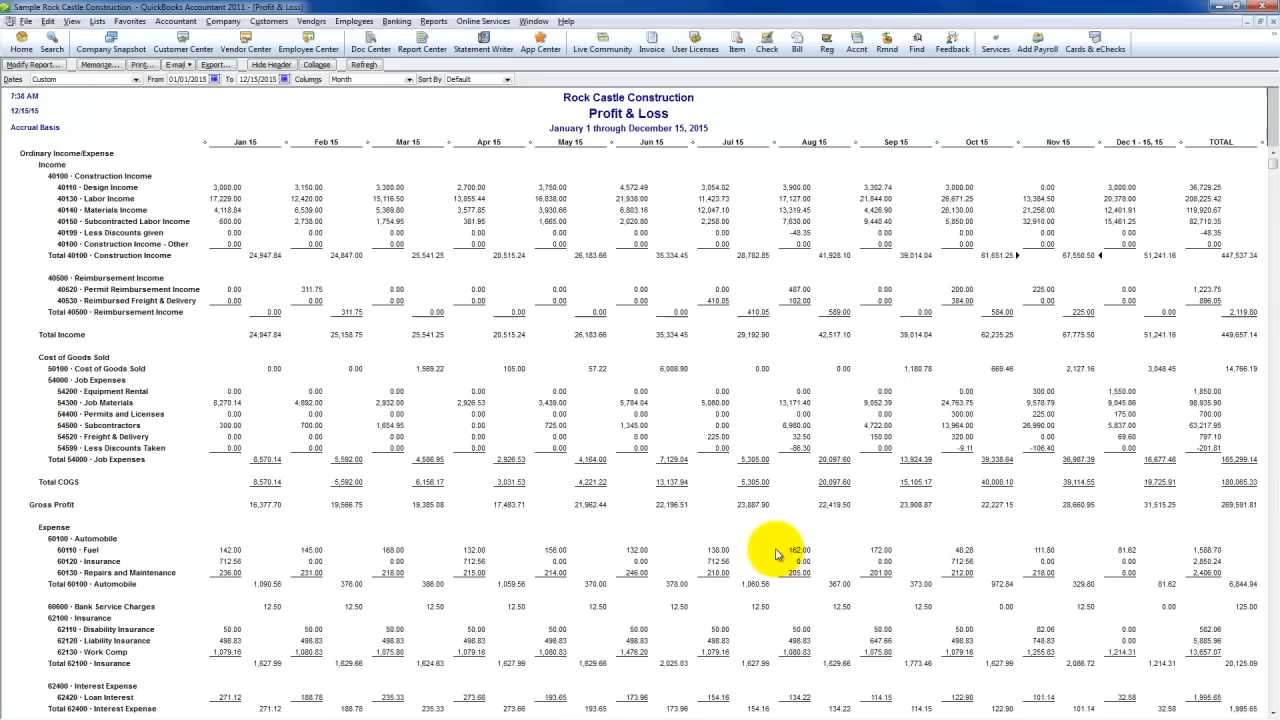 Sample Rock Castle Construction - QuickBooks Accountant 2011 - [Profit & Loss]
File Edit View Lists Favorites Accountant Company Customers Vendors Employees Banking Reports Online Services Window Help
Home Search Company Snapshot Customer Center Vendor Center Employee Center Doc Center Report Center Statement Writer App Center Live Community Invoice User Licenses Item Check Bill Reg Accnt Rmnd Find Feedback Services Add Payroll Cards & eChecks
Modify Report... Memorize... Print... E-mail Export... Hide Header Collapse Refresh
Dates Custom From 01/01/2015 To 12/15/2015 Columns Month Sort By Default
7:38 AM
12/15/15
Accrual Basis
Rock Castle Construction
Profit & Loss
January 1 through December 15, 2015
Jan 15 Feb 15 Mar 15 Apr 15 May 15 Jun 15 Jul 15 Aug 15 Sep 15 Oct 15 Nov 15 Dec 1 - 15, 15 TOTAL
Ordinary Income/Expense
Income
40100 · Construction Income
40110 · Design Income 3,000.00 3,150.00 3,300.00 2,700.00 3,750.00 4,572.49 3,054.02 3,900.00 3,302.74 3,000.00 0.00 3,000.00 36,729.25
40130 · Labor Income 17,229.00 12,420.00 15,116.50 13,855.44 16,838.00 21,938.00 11,423.73 17,127.00 21,844.00 26,671.25 13,384.50 20,378.00 208,225.42
40140 · Materials Income 4,118.84 6,539.00 5,369.80 3,577.85 3,930.66 6,803.16 12,047.10 13,319.45 4,426.90 26,130.00 21,256.00 12,401.91 119,920.67
40150 · Subcontracted Labor Income 600.00 2,738.00 1,754.95 381.95 1,665.00 2,020.80 2,258.00 7,630.00 9,440.40 5,850.00 32,910.00 15,461.25 82,710.35
40199 · Less Discounts given 0.00 0.00 0.00 0.00 0.00 0.00 0.00 -48.35 0.00 0.00 0.00 0.00 -48.35
40100 · Construction Income - Other 0.00 0.00 0.00 0.00 0.00 0.00 0.00 0.00 0.00 0.00 0.00 0.00 0.00
Total 40100 · Construction Income 24,947.84 24,847.00 25,541.25 20,515.24 26,183.66 35,334.45 28,782.85 41,928.10 39,014.04 61,651.25 67,550.50 51,241.16 447,537.34
40500 · Reimbursement Income
40520 · Permit Reimbursement Income 0.00 311.75 0.00 0.00 0.00 0.00 0.00 487.00 0.00 200.00 225.00 0.00 1,223.75
40530 · Reimbursed Freight & Delivery 0.00 0.00 0.00 0.00 0.00 0.00 410.05 102.00 0.00 384.00 0.00 0.00 896.05
Total 40500 · Reimbursement Income 0.00 311.75 0.00 0.00 0.00 0.00 410.05 589.00 0.00 584.00 225.00 0.00 2,119.80
Total Income 24,947.84 25,158.75 25,541.25 20,515.24 26,183.66 35,334.45 29,192.90 42,517.10 39,014.04 62,235.25 67,775.50 51,241.16 449,657.14
Cost of Goods Sold
50100 · Cost of Goods Sold 0.00 0.00 1,569.22 105.00 57.22 6,008.90 0.00 0.00 1,180.78 669.46 2,127.16 3,048.45 14,766.19
54000 · Job Expenses
54200 · Equipment Rental 0.00 0.00 0.00 0.00 0.00 0.00 0.00 0.00 0.00 0.00 300.00 1,550.00 1,850.00
54300 · Job Materials 8,270.14 4,892.00 2,932.00 2,926.53 3,439.00 5,784.04 5,080.00 13,171.40 9,052.39 24,763.75 9,578.79 9,045.86 98,935.90
54400 · Permits and Licenses 0.00 0.00 0.00 0.00 0.00 0.00 0.00 0.00 0.00 300.00 225.00 175.00 700.00
54500 · Subcontractors 300.00 700.00 1,654.95 0.00 725.00 1,345.00 0.00 6,980.00 4,722.00 13,964.00 26,990.00 5,837.00 63,217.95
54520 · Freight & Delivery 0.00 0.00 0.00 0.00 0.00 0.00 225.00 32.50 150.00 320.00 0.00 69.60 797.10
54599 · Less Discounts Taken 0.00 0.00 0.00 0.00 0.00 0.00 0.00 -86.30 0.00 -9.11 -106.40 0.00 -201.81
Total 54000 · Job Expenses 8,570.14 5,592.00 4,586.95 2,926.53 4,164.00 7,129.04 5,305.00 20,097.60 13,924.39 39,338.64 36,987.39 16,677.46 165,299.14
Total COGS 8,570.14 5,592.00 6,156.17 3,031.53 4,221.22 13,137.94 5,305.00 20,097.60 15,105.17 40,008.10 39,114.55 19,725.91 180,065.33
Gross Profit 16,377.70 19,566.75 19,385.08 17,483.71 21,962.44 22,196.51 23,887.90 22,419.50 23,908.87 22,227.15 28,660.95 31,515.25 269,591.81
Expense
60100 · Automobile
60110 · Fuel 142.00 145.00 168.00 132.00 156.00 132.00 138.00 162.00 172.00 48.28 111.80 81.62 1,588.70
60120 · Insurance 712.56 0.00 0.00 712.56 0.00 0.00 712.56 0.00 0.00 712.56 0.00 0.00 2,850.24
60130 · Repairs and Maintenance 236.00 231.00 218.00 215.00 214.00 246.00 210.00 205.00 201.00 212.00 218.00 0.00 2,406.00
Total 60100 · Automobile 1,090.56 376.00 386.00 1,059.56 370.00 378.00 1,060.56 367.00 373.00 972.84 329.80 81.62 6,844.94
60600 · Bank Service Charges 12.50 12.50 12.50 12.50 12.50 12.50 12.50 12.50 12.50 0.00 12.50 0.00 125.00
62100 · Insurance
62110 · Disability Insurance 50.00 50.00 50.00 50.00 50.00 50.00 50.00 50.00 50.00 50.00 82.06 0.00 582.06
62120 · Liability Insurance 498.83 498.83 498.83 498.83 498.83 498.83 498.83 498.83 647.66 498.83 748.83 0.00 5,885.96
62130 · Work Comp 1,079.16 1,080.83 1,075.80 1,079.16 1,080.83 1,476.20 1,079.16 1,080.83 1,075.80 1,079.16 1,255.83 1,214.31 13,657.07
Total 62100 · Insurance 1,627.99 1,629.66 1,624.63 1,627.99 1,629.66 2,025.03 1,627.99 1,629.66 1,773.46 1,627.99 2,086.72 1,214.31 20,125.09
62400 · Interest Expense
62420 · Loan Interest 271.12 188.78 235.33 273.66 193.65 173.96 154.16 134.22 114.15 122.90 101.14 32.58 1,995.65
Total 62400 · Interest Expense 271.12 188.78 235.33 273.66 193.65 173.96 154.16 134.22 114.15 122.90 101.14 32.58 1,995.65